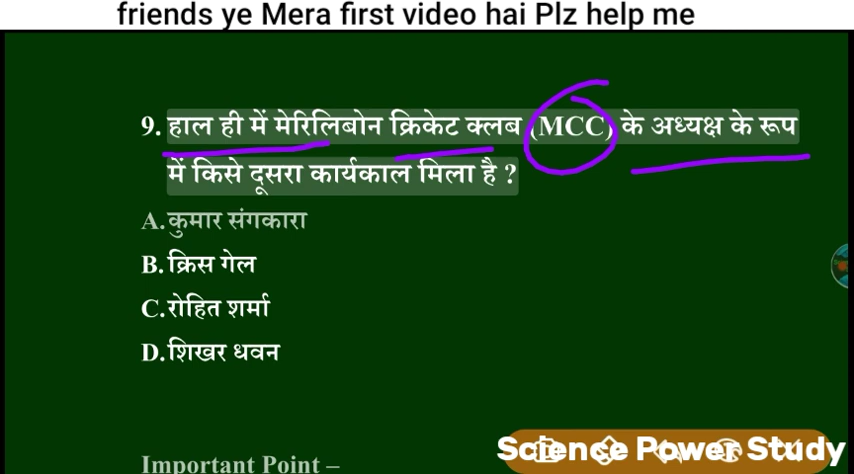 friends ye Mera first video hai Plz help me
9. हाल ही में मेरिलिबोन क्रिकेट क्लब (MCC) के अध्यक्ष के रूप
में किसे दूसरा कार्यकाल मिला है ?
A.कुमार संगकारा
B.क्रिस गेल
C.रोहित शर्मा
D.शिखर धवन
Important Point –
Science Power Study